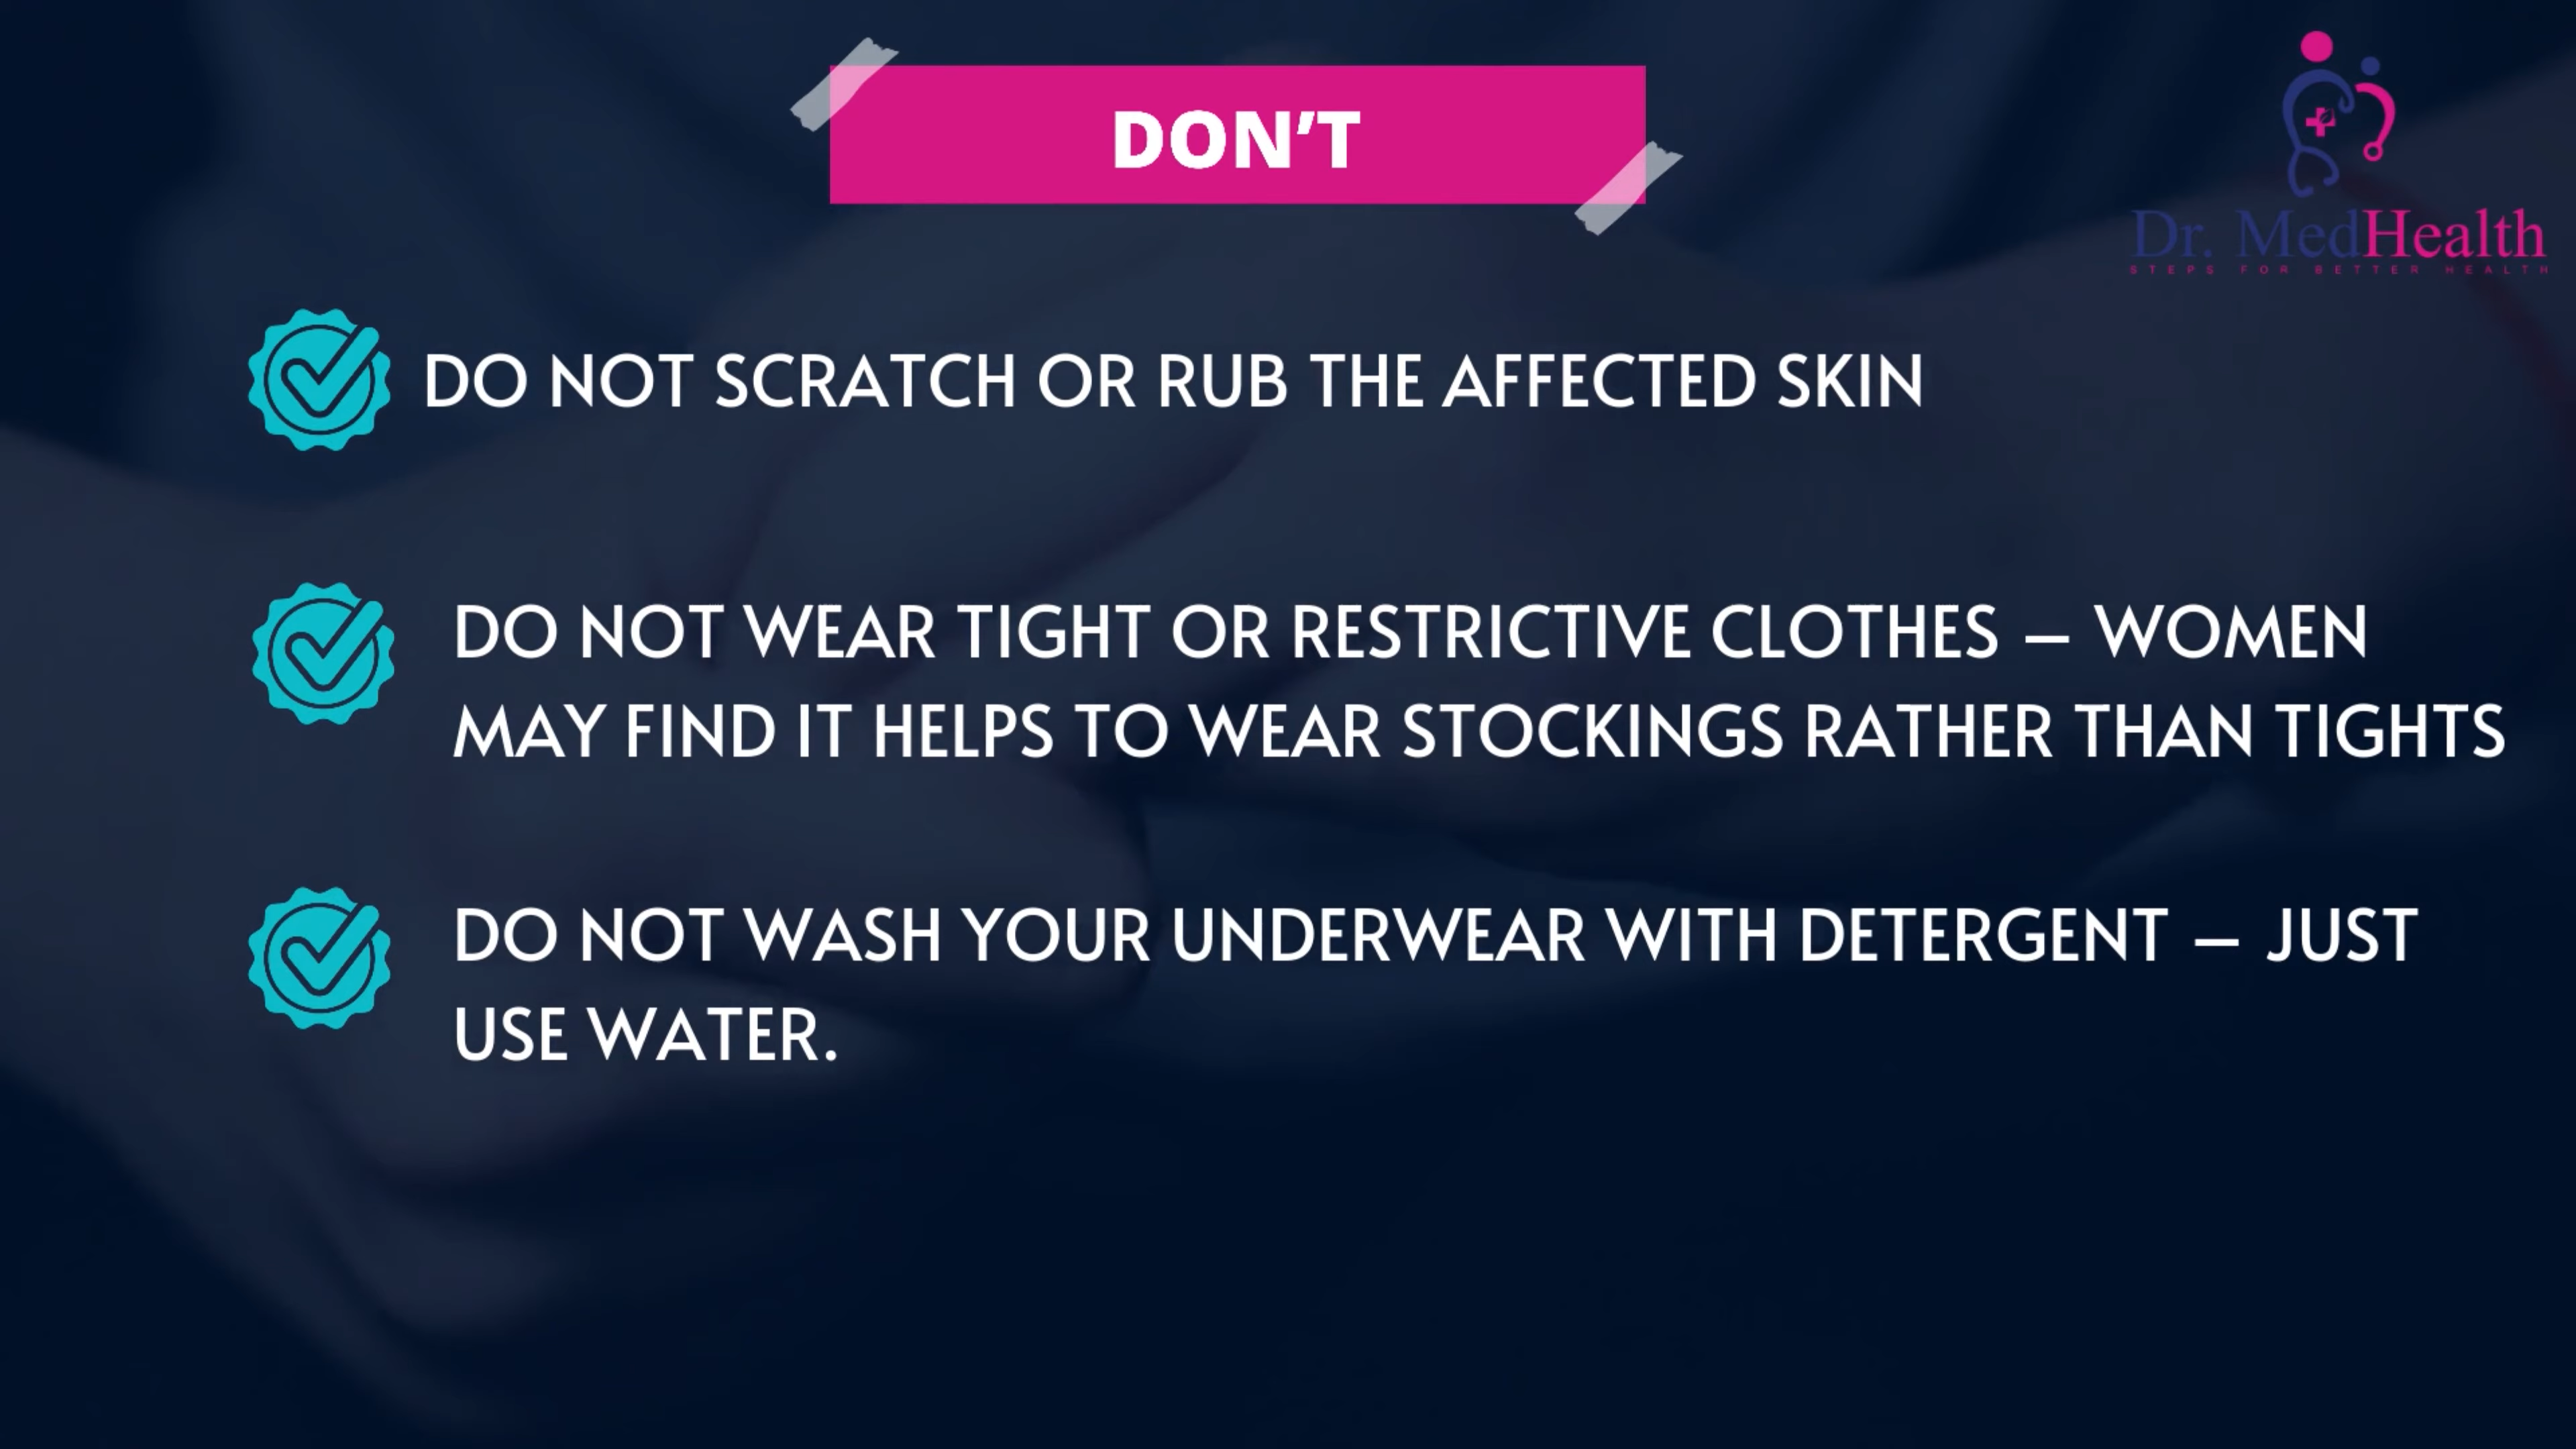 DON'T
Dr. MedHealth
STEPS FOR BETTER HEALTH
DO NOT SCRATCH OR RUB THE AFFECTED SKIN
DO NOT WEAR TIGHT OR RESTRICTIVE CLOTHES – WOMEN
MAY FIND IT HELPS TO WEAR STOCKINGS RATHER THAN TIGHTS
DO NOT WASH YOUR UNDERWEAR WITH DETERGENT – JUST
USE WATER.